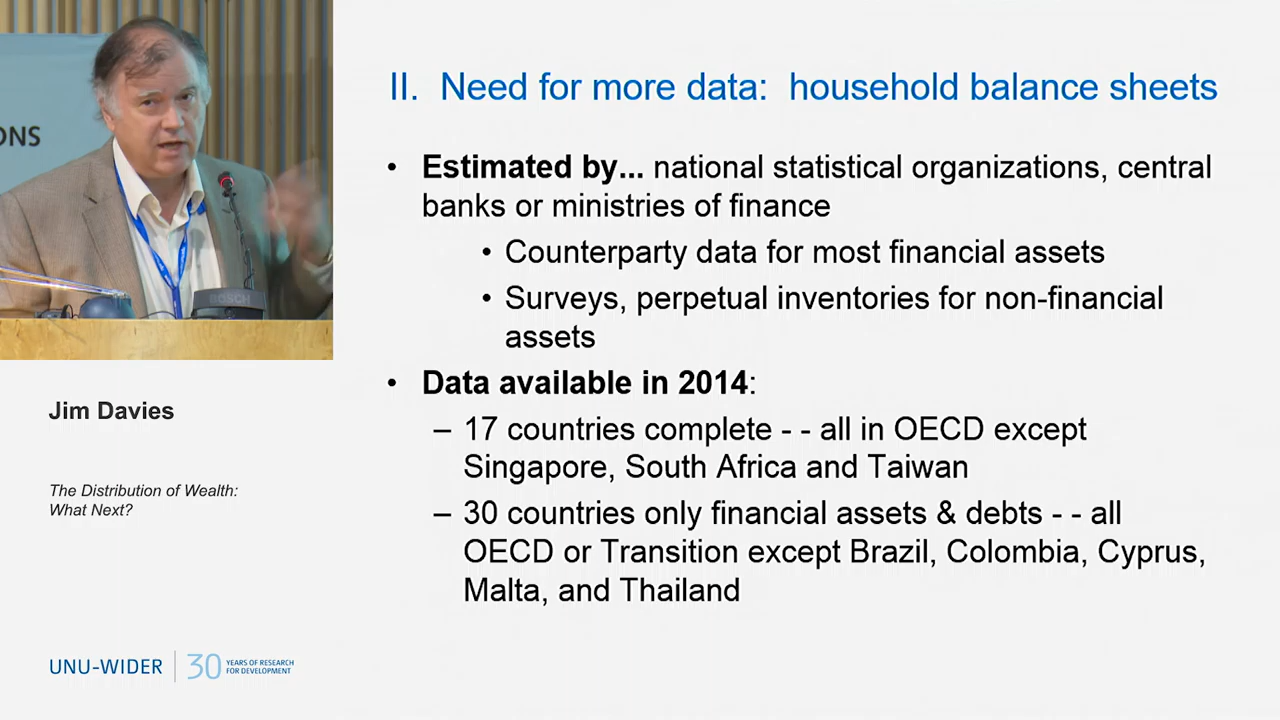 ONS
BOSCH
II. Need for more data: household balance sheets
• Estimated by... national statistical organizations, central
banks or ministries of finance
• Counterparty data for most financial assets
• Surveys, perpetual inventories for non-financial
assets
• Data available in 2014:
– 17 countries complete - - all in OECD except
Singapore, South Africa and Taiwan
– 30 countries only financial assets & debts - - all
OECD or Transition except Brazil, Colombia, Cyprus,
Malta, and Thailand
Jim Davies
The Distribution of Wealth:
What Next?
UNU-WIDER
30 YEARS OF RESEARCH
FOR DEVELOPMENT